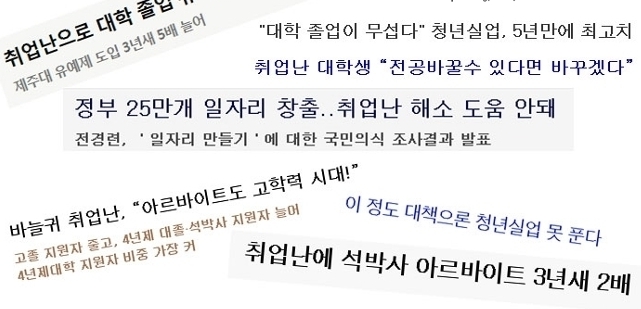 취업난으로 대학 졸업
제주대 유예제 도입 3년새 5배 늘어
"대학 졸업이 무섭다" 청년실업, 5년만에 최고치
취업난 대학생 “전공바꿀수 있다면 바꾸겠다”
정부 25만개 일자리 창출..취업난 해소 도움 안돼
전경련, ' 일자리 만들기 ' 에 대한 국민의식 조사결과 발표
바늘귀 취업난, “아르바이트도 고학력 시대!”
고졸 지원자 줄고, 4년제 대졸·석박사 지원자 늘어
4년제대학 지원자 비중 가장 커
이 정도 대책으론 청년실업 못 푼다
취업난에 석박사 아르바이트 3년새 2배